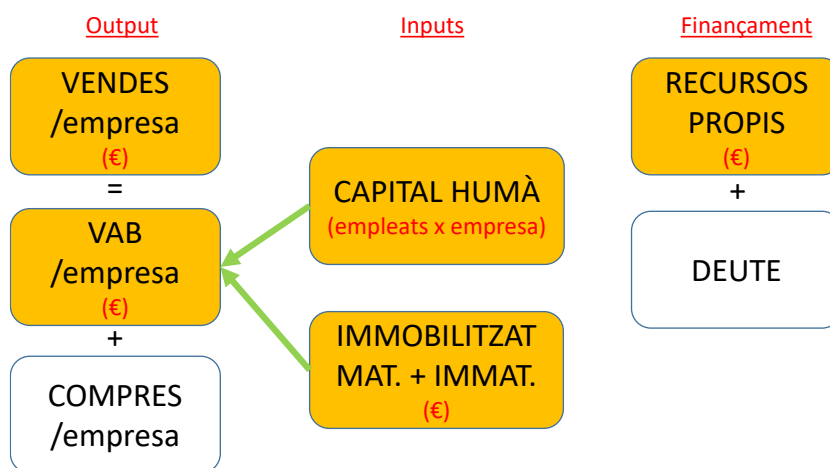 Output
VENDES
/empresa
(€)
=
VAB
/empresa
(€)
+
COMPRES
/empresa
Inputs
CAPITAL HUMÀ
(empleats x empresa)
IMMOBILITZAT
MAT. + IMMAT.
(€)
Finançament
RECURSOS
PROPIS
(€)
+
DEUTE